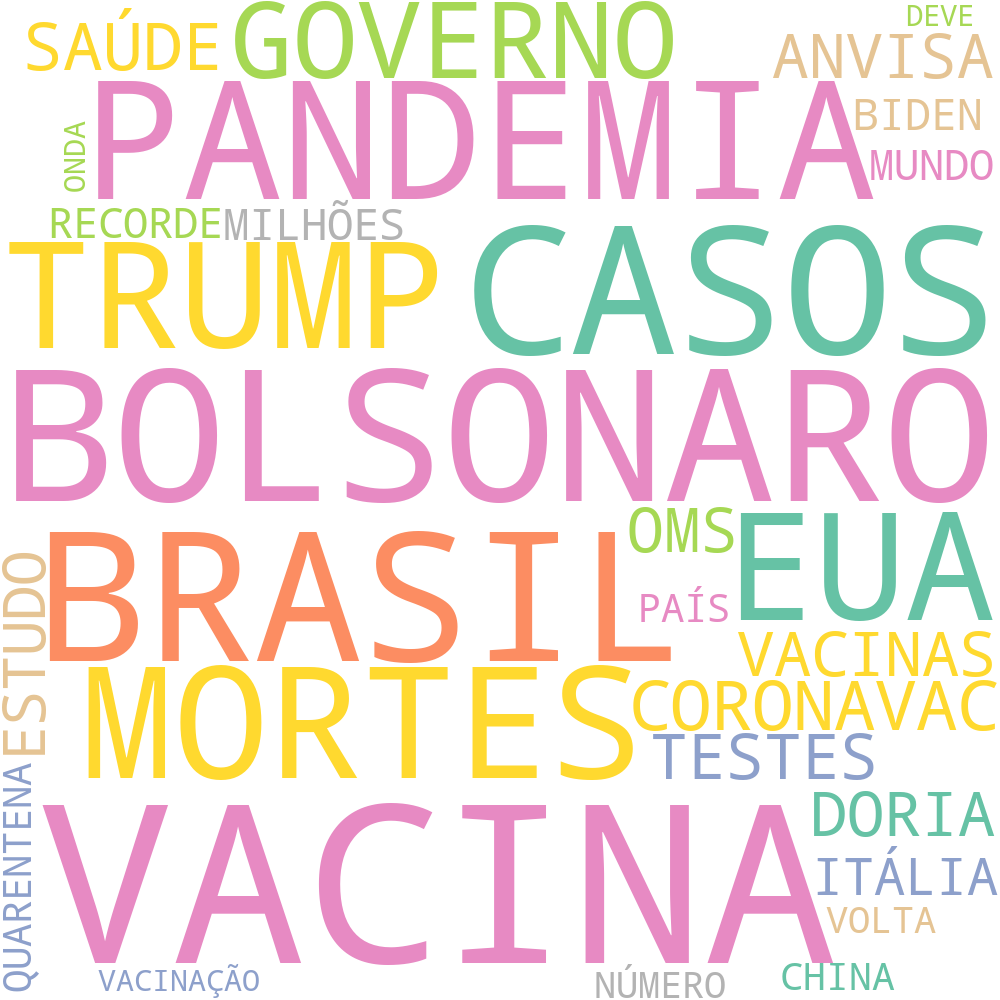 DEVE
SAÚDE
GOVERNO
ANVISA
PANDEMIA
BIDEN
ONDA
MUNDO
RECORDE
MILHÕES
TRUMP
CASOS
BOLSONARO
OMS
EUA
BRASIL
PAÍS
ESTUDO
VACINAS
MORTES
CORONAVAC
TESTES
QUARENTENA
VACINA
DORIA
ITÁLIA
VOLTA
VACINAÇÃO
NÚMERO
CHINA